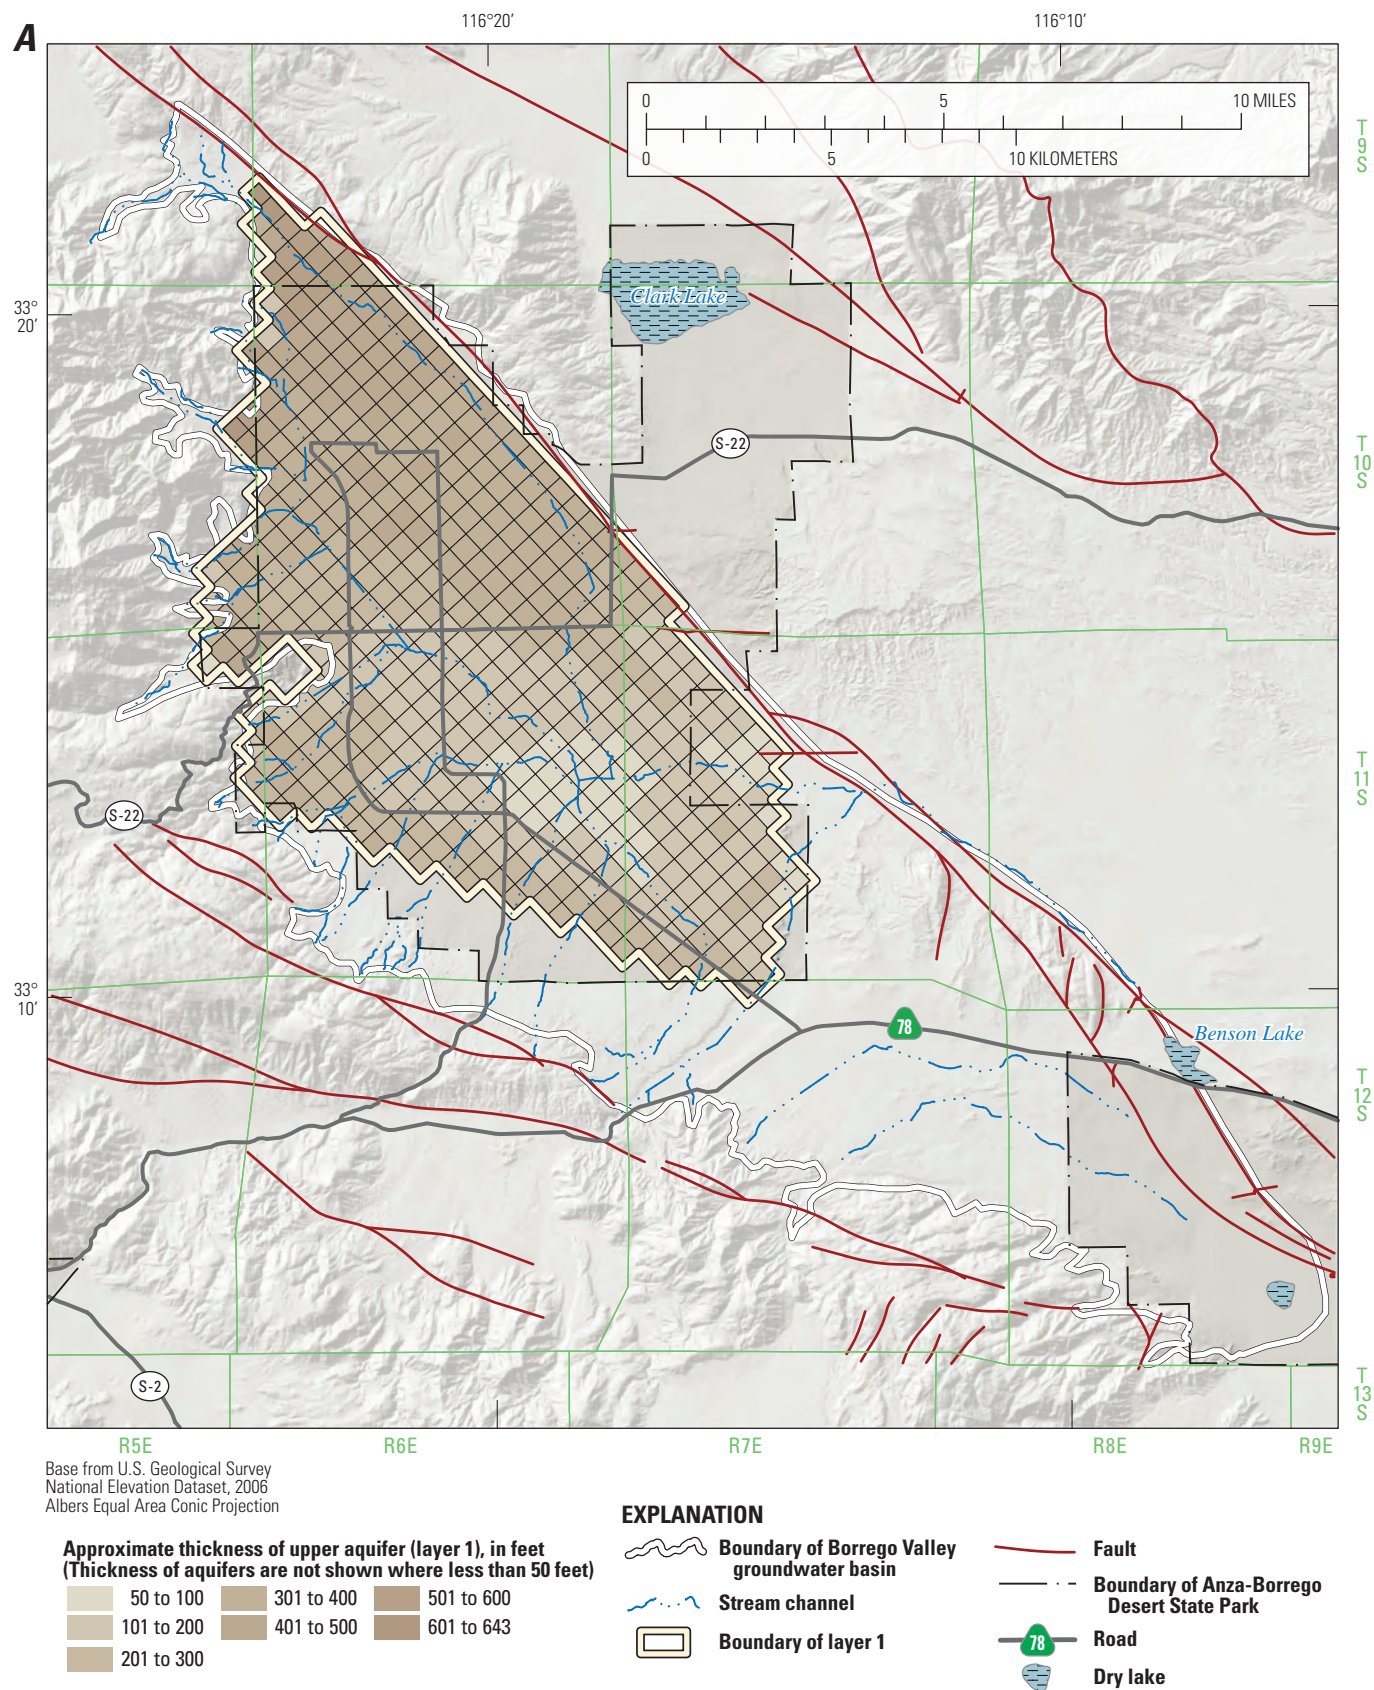 A
116°20′
116°10′
0 5 10 MILES
0 5 10 KILOMETERS
T
9
S
Clark Lake
33°
20′
S-22
T
10
S
T
11
S
S-22
33°
10′
78
Benson Lake
T
12
S
S-2
T
13
S
R5E R6E R7E R8E R9E
Base from U.S. Geological Survey
National Elevation Dataset, 2006
Albers Equal Area Conic Projection
EXPLANATION
Approximate thickness of upper aquifer (layer 1), in feet
(Thickness of aquifers are not shown where less than 50 feet)
50 to 100
101 to 200
201 to 300
301 to 400
401 to 500
501 to 600
601 to 643
Boundary of Borrego Valley
groundwater basin
Stream channel
Boundary of layer 1
Fault
Boundary of Anza-Borrego
Desert State Park
78
Road
Dry lake